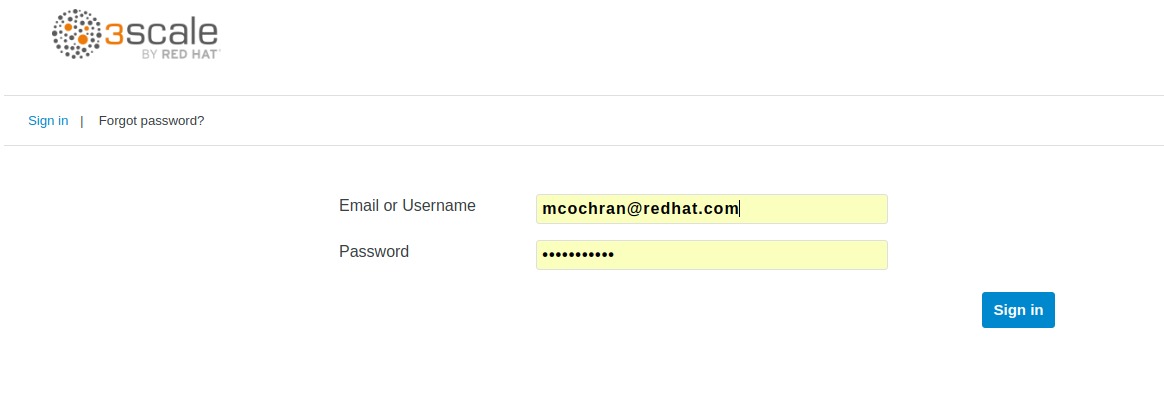 3scale
BY RED HAT
Sign in | Forgot password?
Email or Username mcochran@redhat.com
Password •••••••••••
Sign in